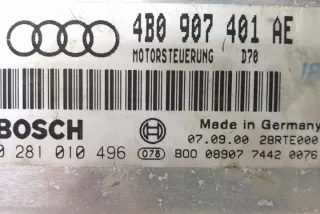 4B0 907 401 AE
MOTORSTEUERUNG D70
BOSCH
Made in Germany
07.09.00 28RTE000
0 281 010 496 078 B00 08907 7442 0076